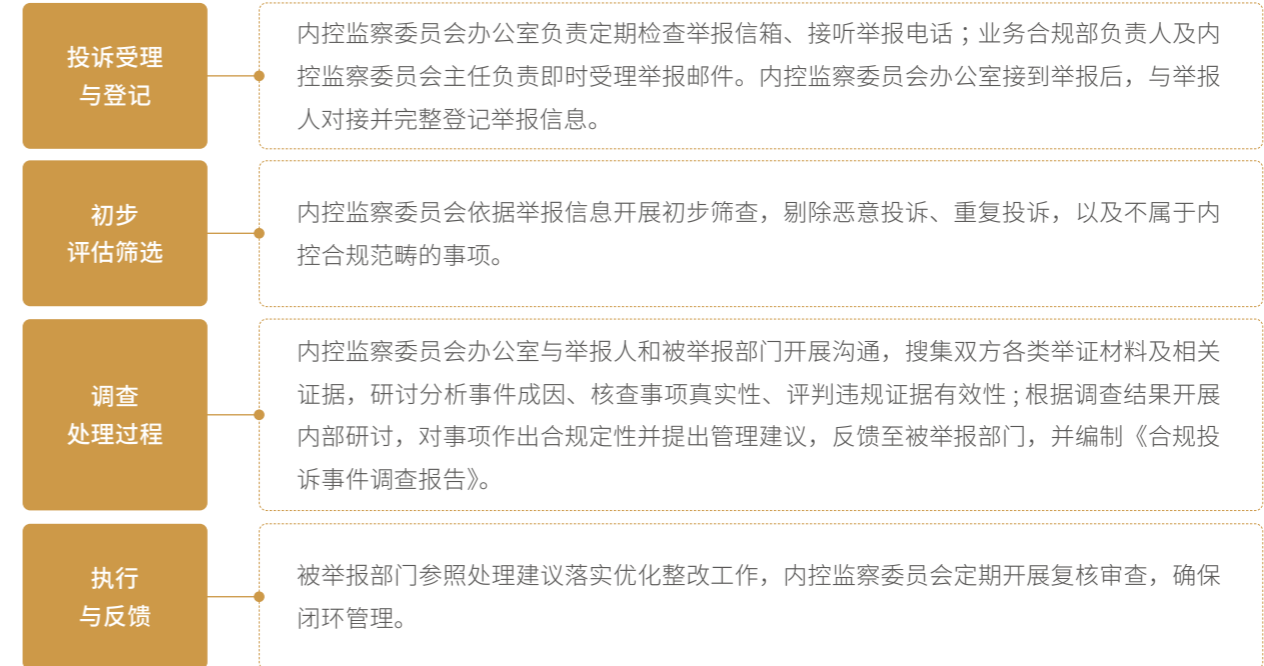 投诉受理
与登记
内控监察委员会办公室负责定期检查举报信箱、接听举报电话；业务合规部负责人及内
控监察委员会主任负责即时受理举报邮件。内控监察委员会办公室接到举报后，与举报
人对接并完整登记举报信息。
初步
评估筛选
内控监察委员会依据举报信息开展初步筛查，剔除恶意投诉、重复投诉，以及不属于内
控合规范畴的事项。
调查
处理过程
内控监察委员会办公室与举报人和被举报部门开展沟通，搜集双方各类举证材料及相关
证据，研讨分析事件成因、核查事项真实性、评判违规证据有效性；根据调查结果开展
内部研讨，对事项作出合规定性并提出管理建议，反馈至被举报部门，并编制《合规投
诉事件调查报告》。
执行
与反馈
被举报部门参照处理建议落实优化整改工作，内控监察委员会定期开展复核审查，确保
闭环管理。